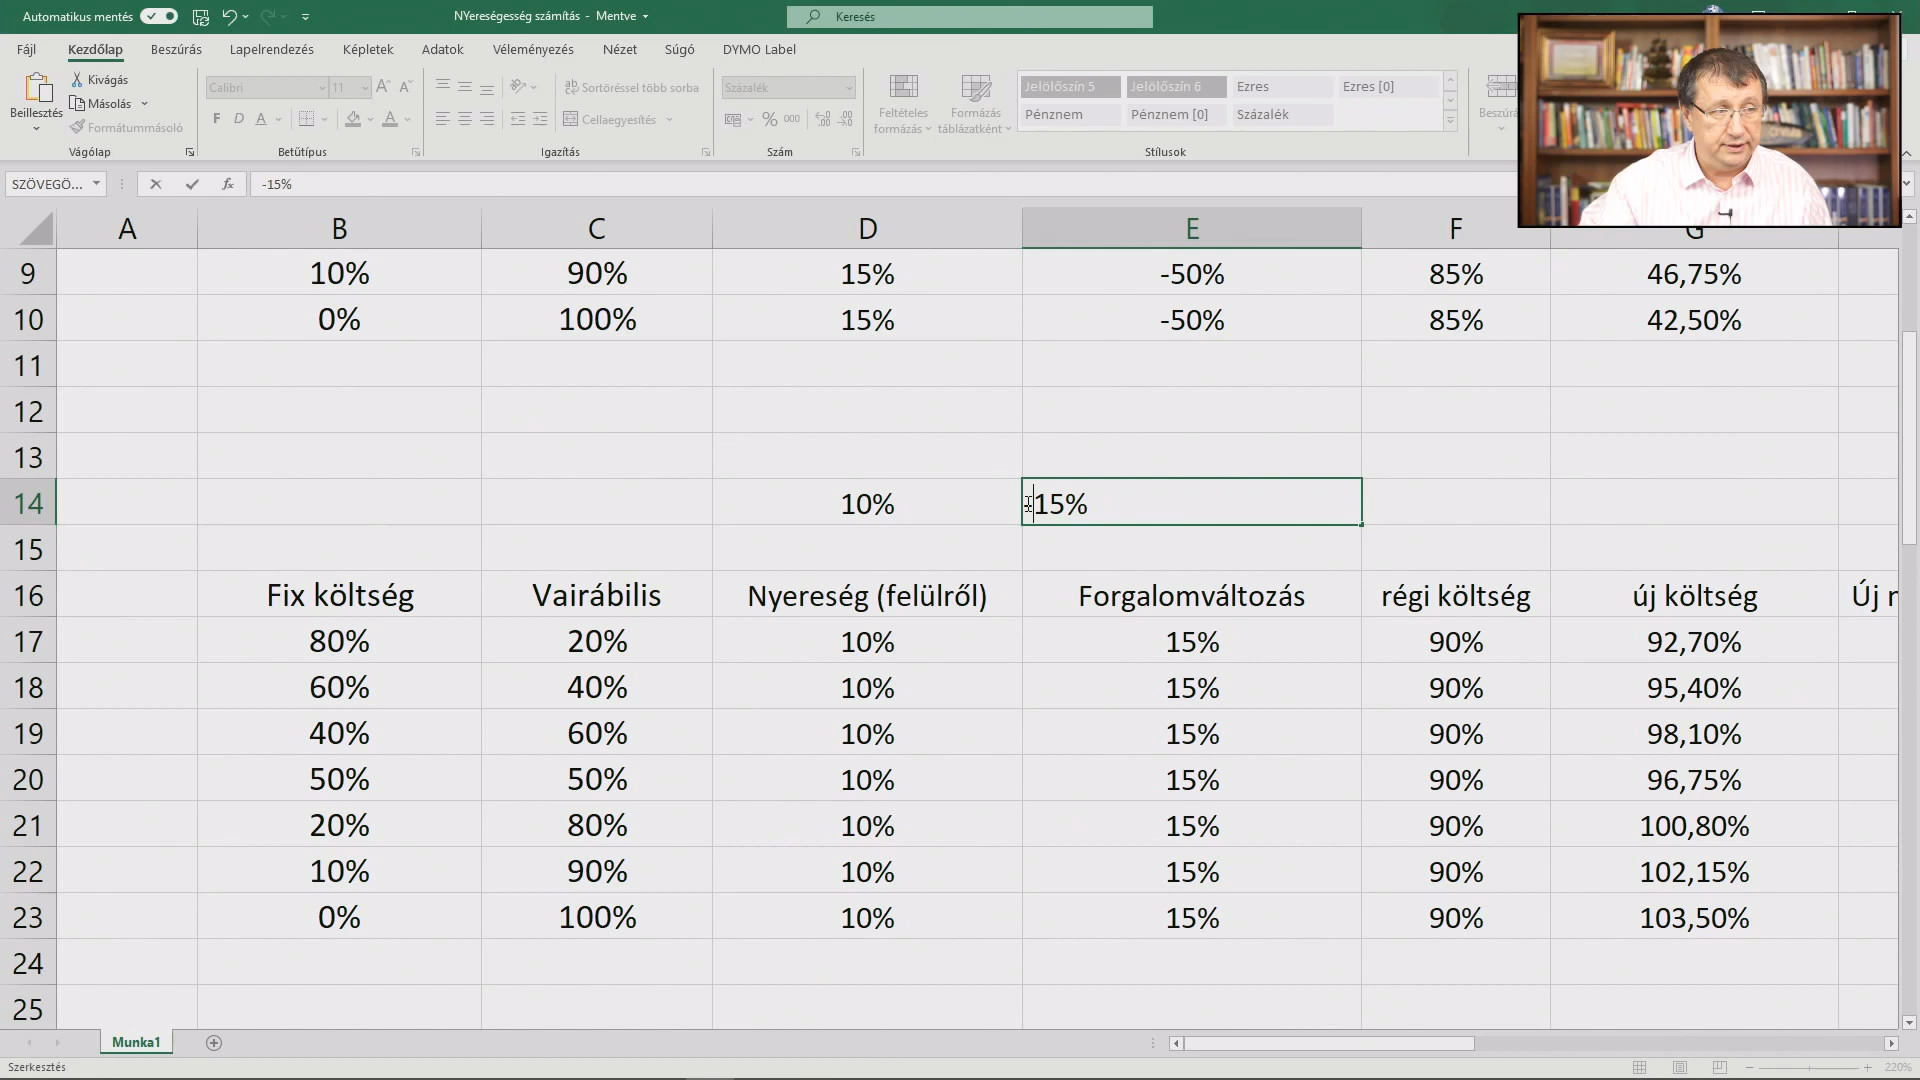 Automatikus mentés
NYereségesség számítás - Mentve
Keresés
Fájl Kezdőlap Beszúrás Lapelrendezés Képletek Adatok Véleményezés Nézet Súgó DYMO Label
Beillesztés
Kivágás
Másolás
Formátummásoló
Vágólap
Calibri 11
F D A
Betűtípus
Sortöréssel több sorba
Cellaegyesítés
Igazítás
Százalék
% 000
Szám
Feltételes formázás
Formázás táblázatként
Jelölőszín 5 Jelölőszín 6 Ezres Ezres [0]
Pénznem Pénznem [0] Százalék
Stílusok
Beszúrá
SZÖVEGÖ... fx -15%
A B C D E F G
9 10% 90% 15% -50% 85% 46,75%
10 0% 100% 15% -50% 85% 42,50%
11
12
13
14 10% -15%
15
16 Fix költség Vairábilis Nyereség (felülről) Forgalomváltozás régi költség új költség Új
17 80% 20% 10% 15% 90% 92,70%
18 60% 40% 10% 15% 90% 95,40%
19 40% 60% 10% 15% 90% 98,10%
20 50% 50% 10% 15% 90% 96,75%
21 20% 80% 10% 15% 90% 100,80%
22 10% 90% 10% 15% 90% 102,15%
23 0% 100% 10% 15% 90% 103,50%
24
25
Munka1
Szerkesztés
220%